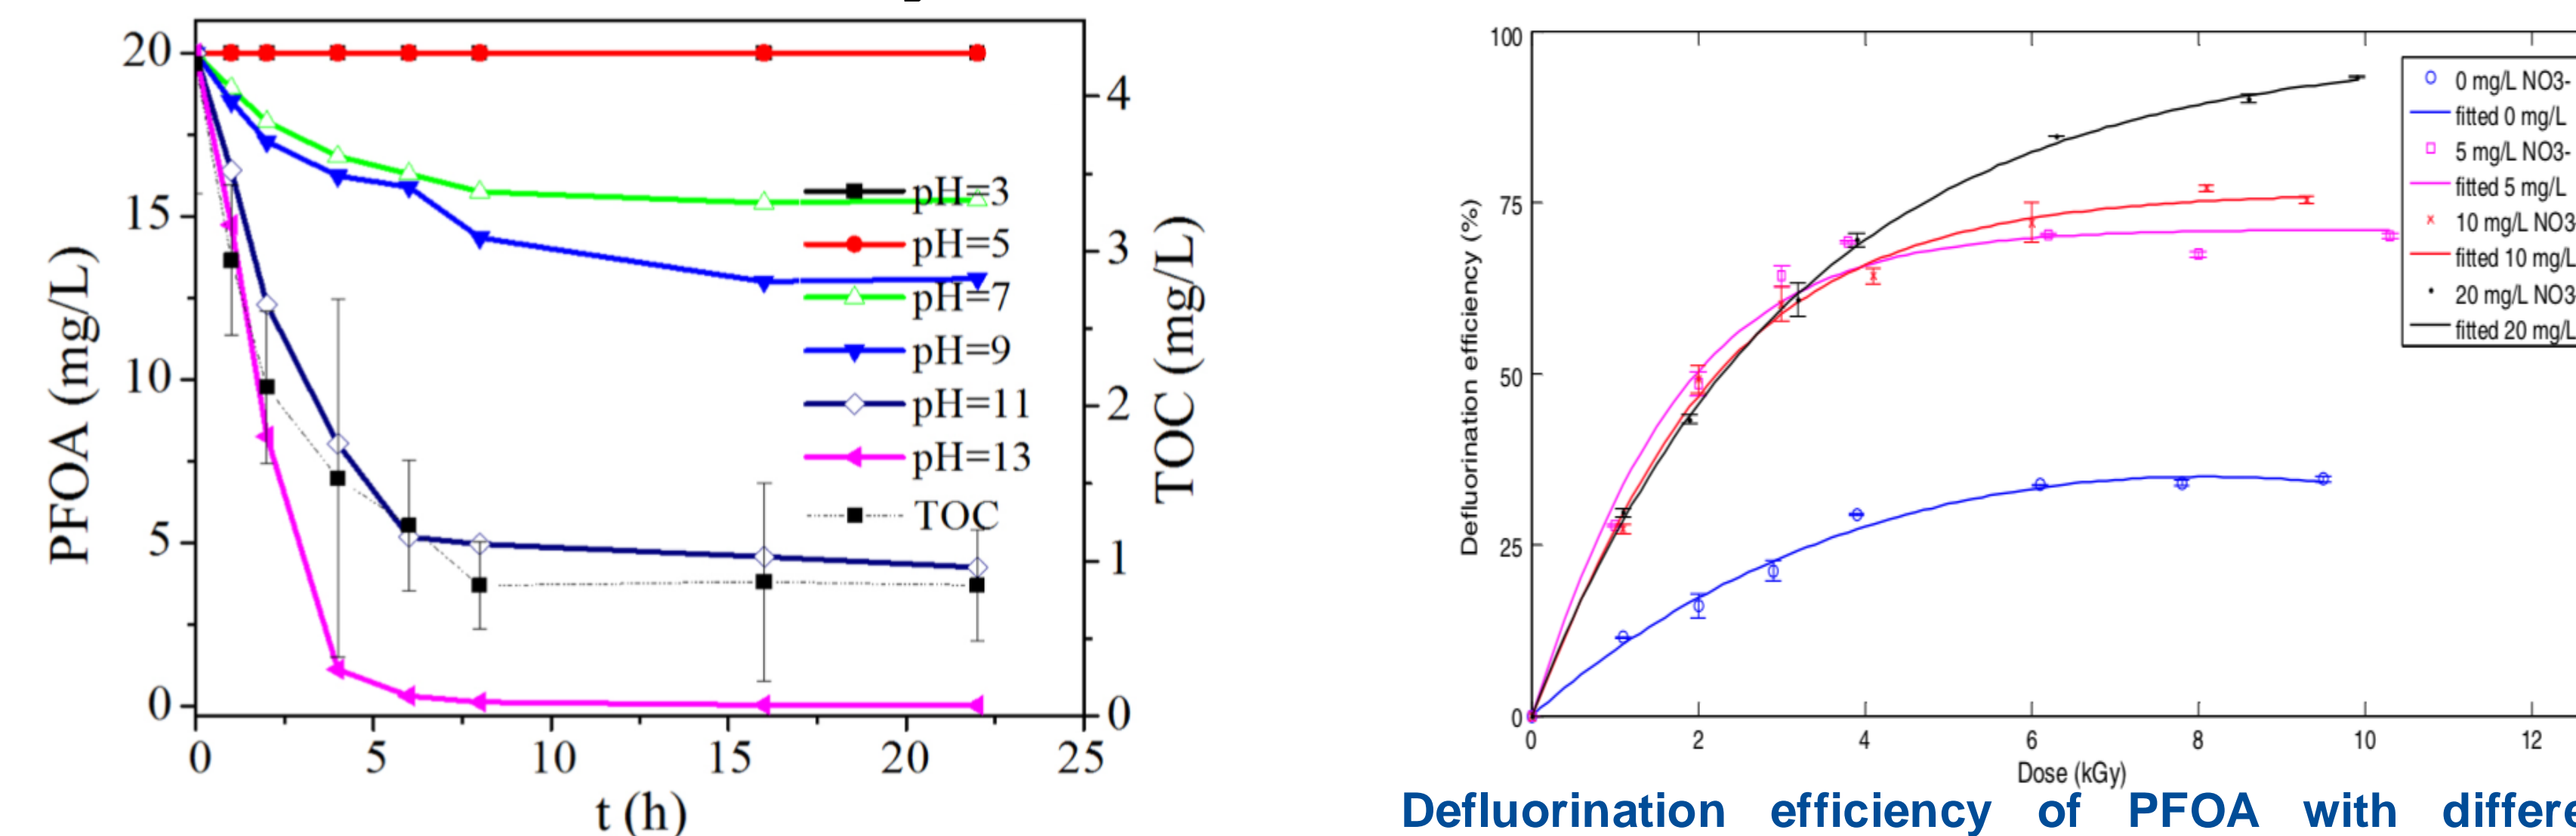 20
15
10
5
0
PFOA (mg/L)
0 5 10 15 20 25
t (h)
4
3
2
1
0
TOC (mg/L)
pH=3
pH=5
pH=7
pH=9
pH=11
pH=13
TOC
100
75
50
25
0
Defluorination efficiency (%)
0 2 4 6 8 10 12
Dose (kGy)
0 mg/L NO3-
fitted 0 mg/L
5 mg/L NO3-
fitted 5 mg/L
10 mg/L NO3
fitted 10 mg/L
20 mg/L NO3
fitted 20 mg/L
Defluorination efficiency of PFOA with